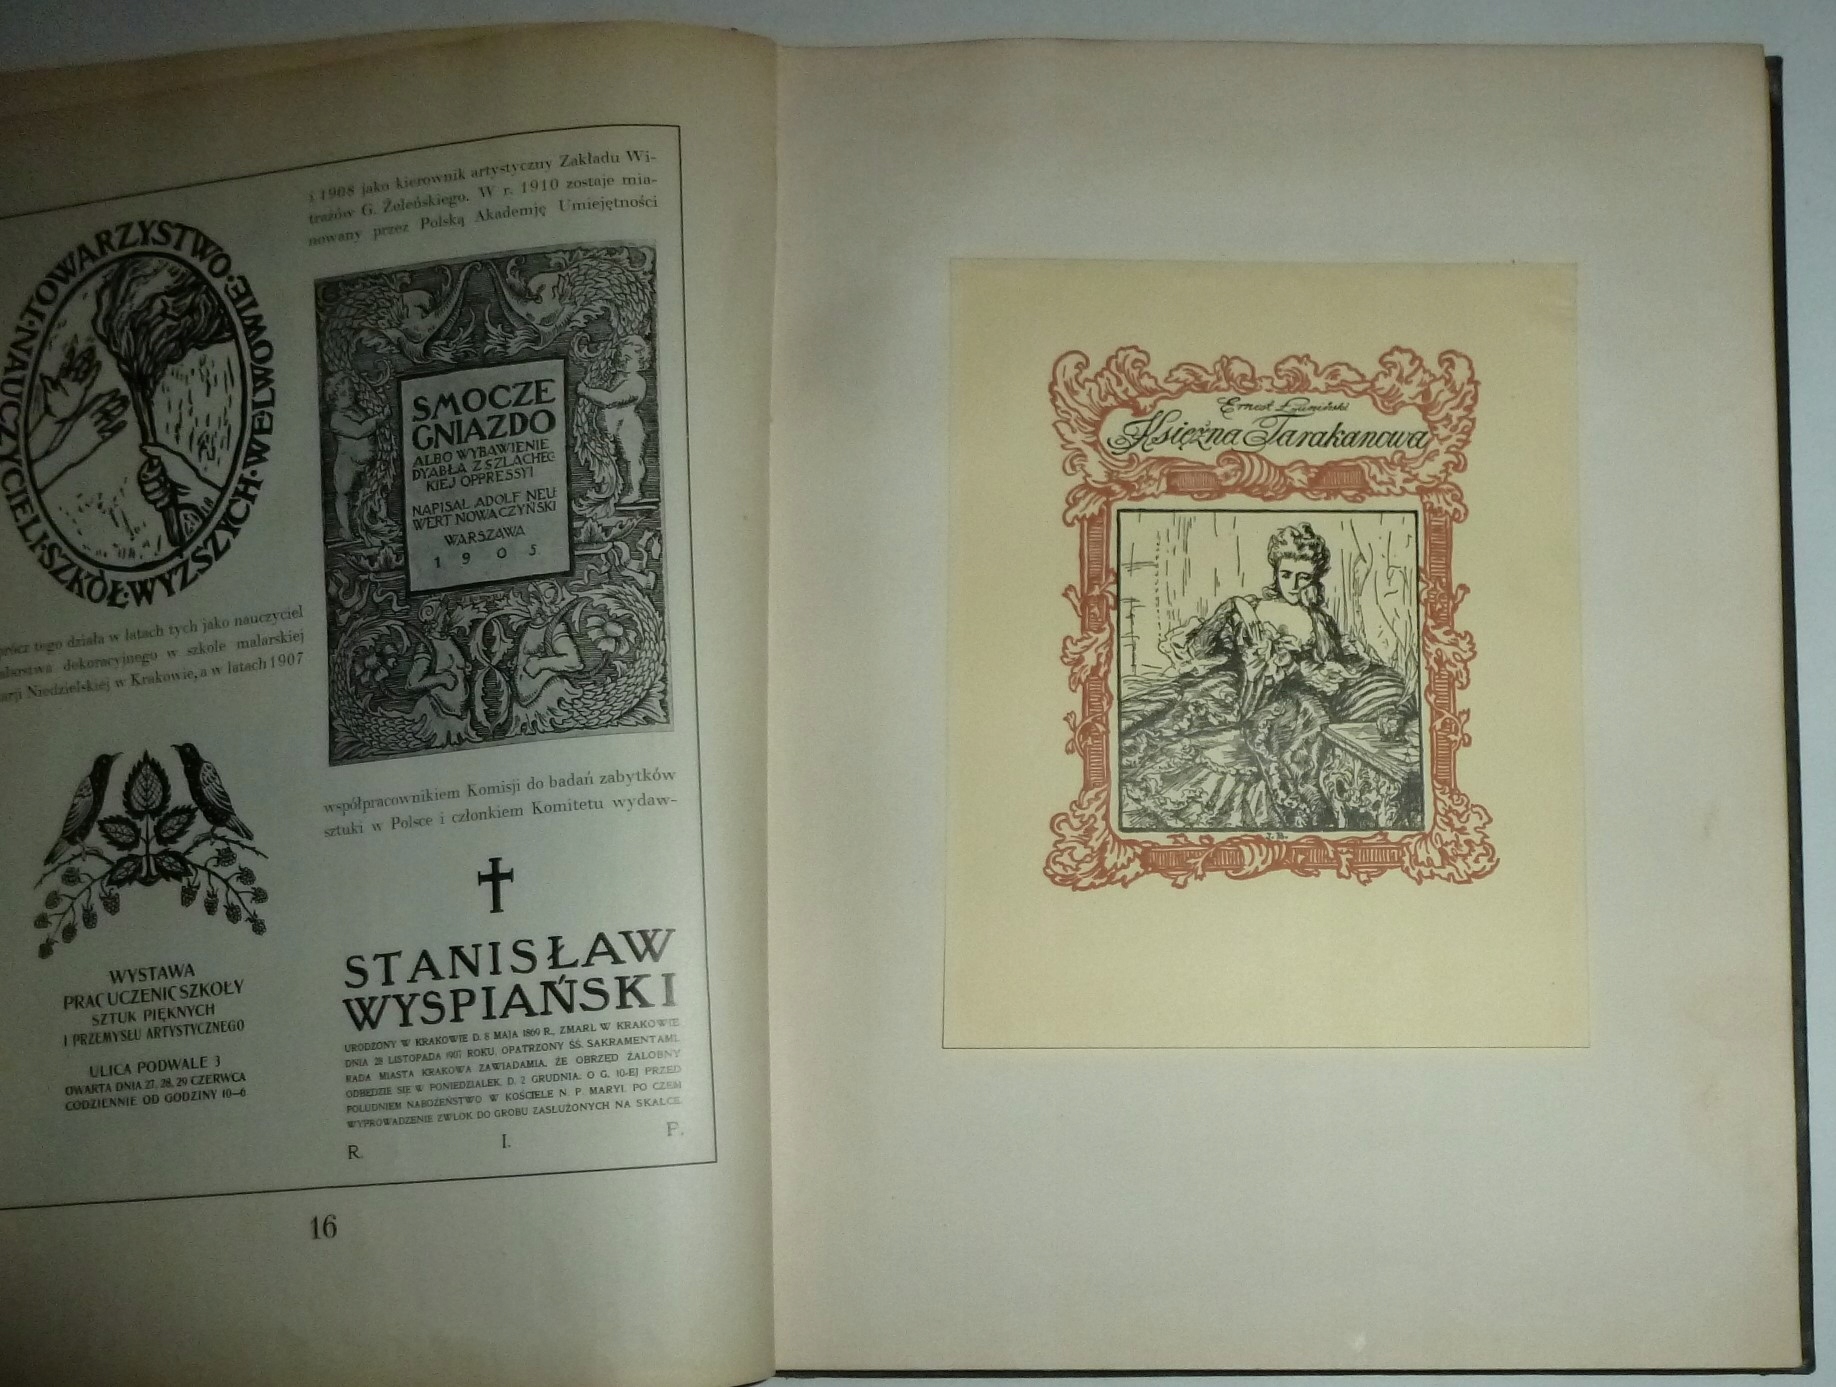 TOWARZYSTWO·NAUCZYCIELI·SZKÓŁ·WYŻSZYCH·WE·LWOWIE·
prócz tego działa w latach tych jako nauczyciel
dekoracyjnego w szkole malarskiej
Niedzielskiej w Krakowie, a w latach 1907
WYSTAWA
PRAC UCZENIC SZKOŁY
SZTUK PIĘKNYCH
I PRZEMYSŁU ARTYSTYCZNEGO
ULICA PODWALE 3
OWARTA DNIA 27, 28, 29 CZERWCA
CODZIENNIE OD GODZINY 10–6
i 1908 jako kierownik artystyczny Zakładu Wi-
trażów G. Żeleńskiego. W r. 1910 zostaje mia-
nowany przez Polską Akademję Umiejętności
SMOCZE
GNIAZDO
ALBO WYBAWIENIE
DYABŁA Z SZLACHEC
KIEJ OPPRESSYI
NAPISAŁ ADOLF NEU
WERT NOWACZYŃSKI
WARSZAWA
1905
współpracownikiem Komisji do badań zabytków
sztuki w Polsce i członkiem Komitetu wydaw-
STANISŁAW
WYSPIAŃSKI
URODZONY W KRAKOWIE D. 8 MAJA 1869 R., ZMARŁ W KRAKOWIE
DNIA 28 LISTOPADA 1907 ROKU, OPATRZONY ŚŚ. SAKRAMENTAMI.
RADA MIASTA KRAKOWA ZAWIADAMIA, ŻE OBRZĘD ŻAŁOBNY
ODBĘDZIE SIĘ W PONIEDZIAŁEK, D. 2 GRUDNIA, O G. 10-EJ PRZED
POŁUDNIEM NABOŻEŃSTWO W KOŚCIELE N. P. MARYI, PO CZEM
WYPROWADZENIE ZWŁOK DO GROBU ZASŁUŻONYCH NA SKAŁCE.
R. I. P.
16
Ernest Łuniński
Księżna Tarakanowa